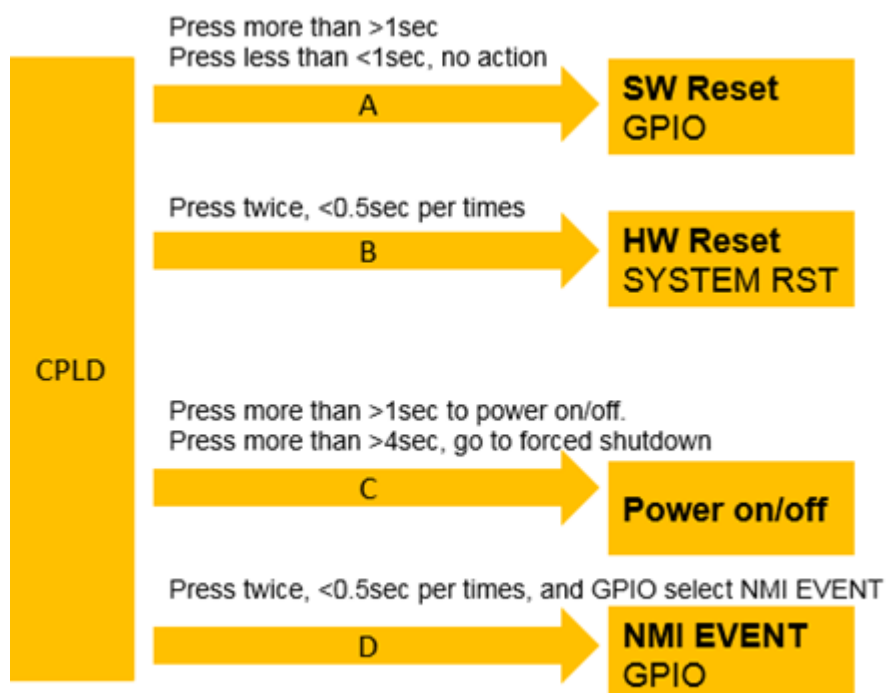 Press more than >1sec
Press less than <1sec, no action
A
SW Reset
GPIO
Press twice, <0.5sec per times
B
HW Reset
SYSTEM RST
CPLD
Press more than >1sec to power on/off.
Press more than >4sec, go to forced shutdown
C
Power on/off
Press twice, <0.5sec per times, and GPIO select NMI EVENT
D
NMI EVENT
GPIO